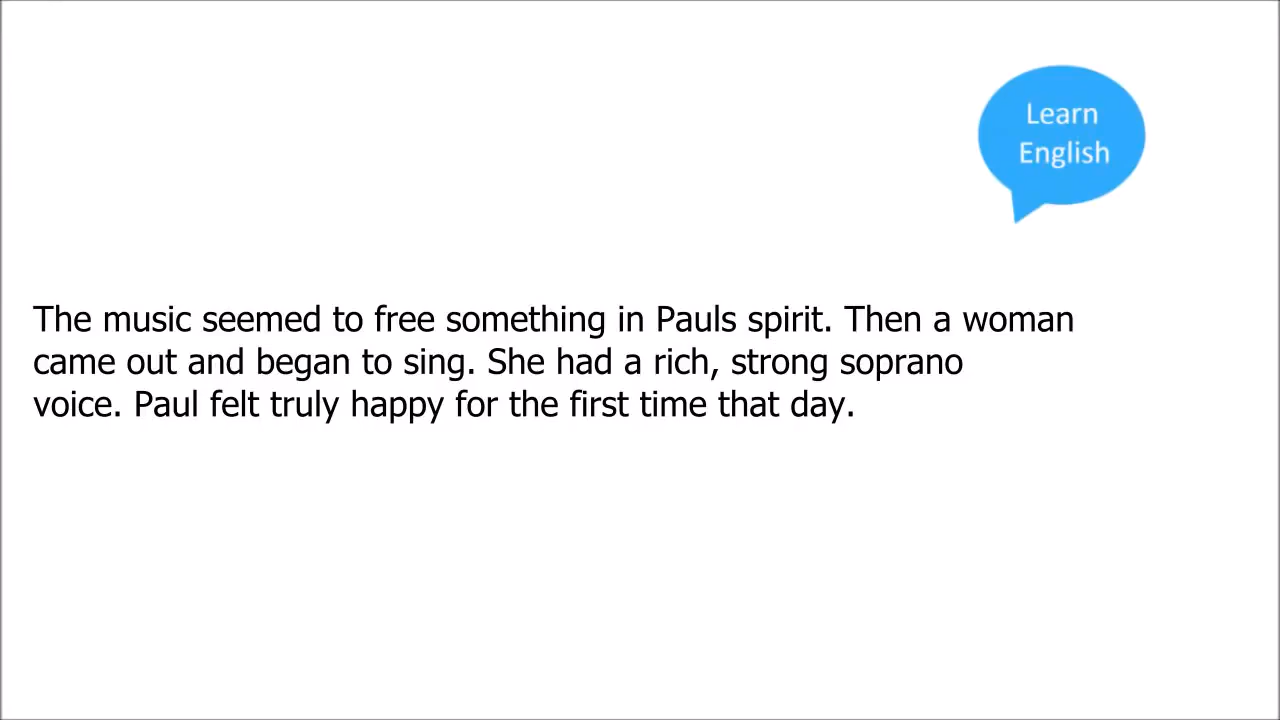 Learn
English
The music seemed to free something in Pauls spirit. Then a woman
came out and began to sing. She had a rich, strong soprano
voice. Paul felt truly happy for the first time that day.